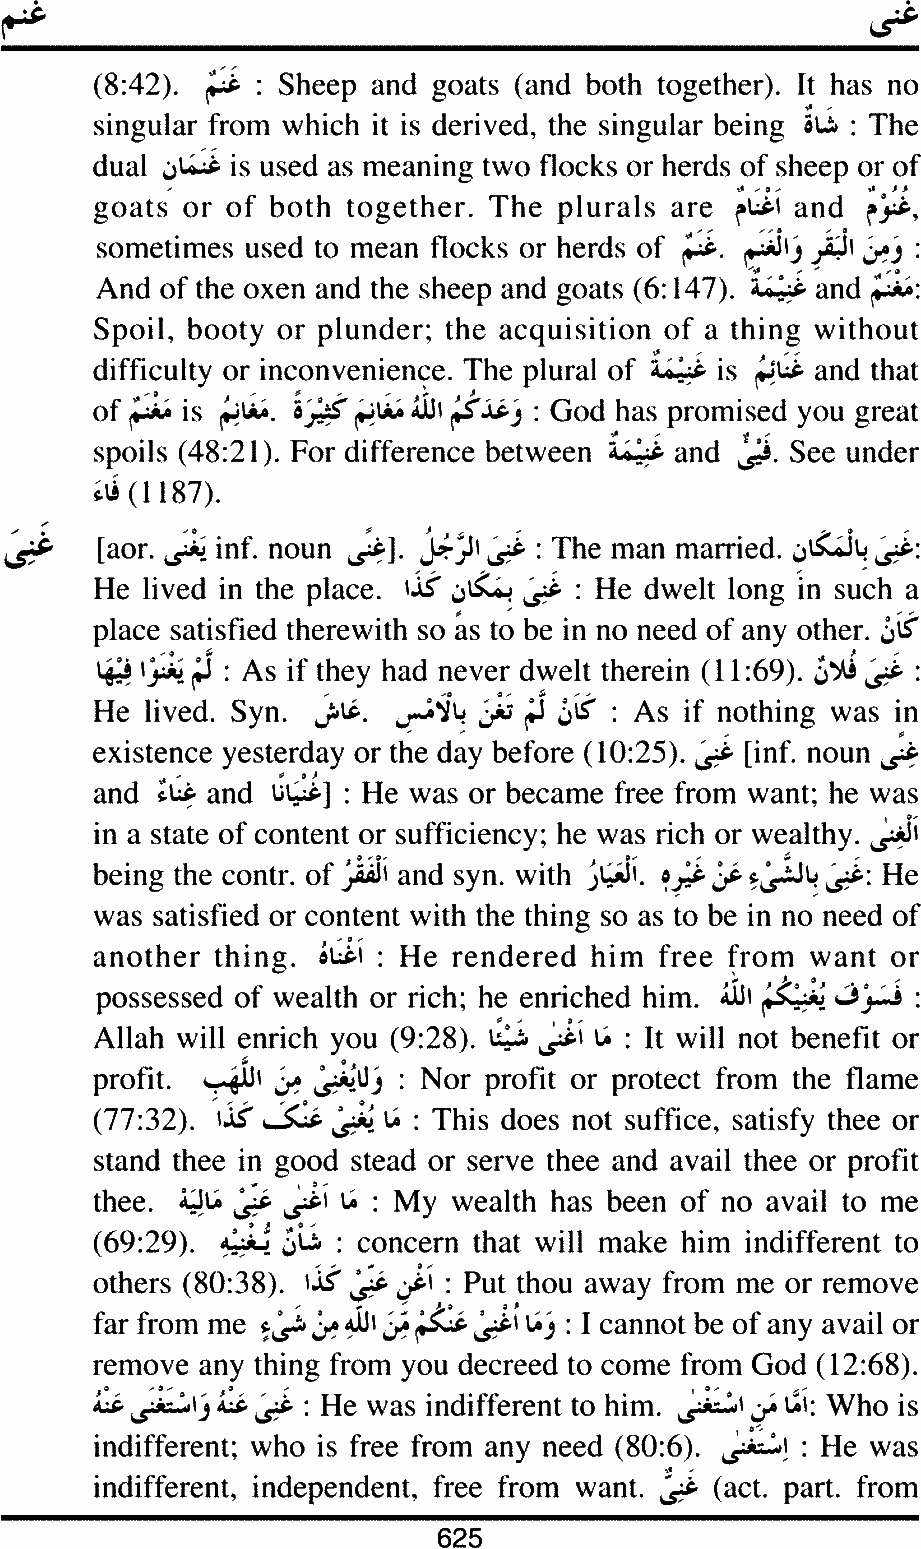 غنم غنی
(8:42). غَنَمٌ : Sheep and goats (and both together). It has no
singular from which it is derived, the singular being شَاةٌ : The
dual غَنَمَانِ is used as meaning two flocks or herds of sheep or of
goats or of both together. The plurals are اَغْنَامٌ and غُنُوْمٌ,
sometimes used to mean flocks or herds of غَنَمٌ. وَمِنَ الْبَقَرِ وَالْغَنَمِ :
And of the oxen and the sheep and goats (6:147). غَنِيْمَةٌ and مَغْنَمٌ:
Spoil, booty or plunder; the acquisition of a thing without
difficulty or inconvenience. The plural of غَنِيْمَةٌ is غَنَائِمُ and that
of مَغْنَمٌ is مَغَانِمُ. وَعَدَكُمُ اللّٰهُ مَغَانِمَ كَثِيْرَةً : God has promised you great
spoils (48:21). For difference between غَنِيْمَةٌ and فَيْئٌ. See under
فَاءَ (1187).
غَنِیَ [aor. يَغْنٰى inf. noun غِنًى]. غَنِىَ الرَّجُلُ : The man married. غَنِىَ بِالْمَكَانِ:
He lived in the place. غَنِىَ بِمَكَانِ كَذَا : He dwelt long in such a
place satisfied therewith so as to be in no need of any other. كَاَنْ
لَّمْ يَغْنَوْا فِيْهَا : As if they had never dwelt therein (11:69). غَنِىَ فُلَانٌ :
He lived. Syn. عَاشَ. كَاَنْ لَّمْ تَغْنَ بِالْاَمْسِ : As if nothing was in
existence yesterday or the day before (10:25). غَنِىَ [inf. noun غِنًى
and غِنَاءٌ and غُنْيَانًا] : He was or became free from want; he was
in a state of content or sufficiency; he was rich or wealthy. اَلْغِنٰى
being the contr. of اَلْفَقْرُ and syn. with اَلْيَسَارُ. غَنِىَ بِالشَّىْءِ عَنْ غَيْرِهٖ: He
was satisfied or content with the thing so as to be in no need of
another thing. اَغْنَاهُ : He rendered him free from want or
possessed of wealth or rich; he enriched him. فَسَوْفَ يُغْنِيْكُمُ اللّٰهُ :
Allah will enrich you (9:28). مَا اَغْنٰى شَيْئًا : It will not benefit or
profit. وَلَايُغْنِىْ مِنَ اللَّهَبِ : Nor profit or protect from the flame
(77:32). مَا يُغْنِىْ عَنْكَ كَذَا : This does not suffice, satisfy thee or
stand thee in good stead or serve thee and avail thee or profit
thee. مَا اَغْنٰى عَنِّىْ مَالِيَهْ : My wealth has been of no avail to me
(69:29). شَاْنٌ يُّغْنِيْهِ : concern that will make him indifferent to
others (80:38). اَغْنِ عَنِّىْ كَذَا : Put thou away from me or remove
far from me وَمَا اُغْنِىْ عَنْكُمْ مِّنَ اللّٰهِ مِنْ شَىْءٍ : I cannot be of any avail or
remove any thing from you decreed to come from God (12:68).
غَنِىَ عَنْهُ وَاسْتَغْنٰى عَنْهُ : He was indifferent to him. اَمَّا مَنِ اسْتَغْنٰى: Who is
indifferent; who is free from any need (80:6). اِسْتَغْنٰى : He was
indifferent, independent, free from want. غَنِىٌّ (act. part. from
625